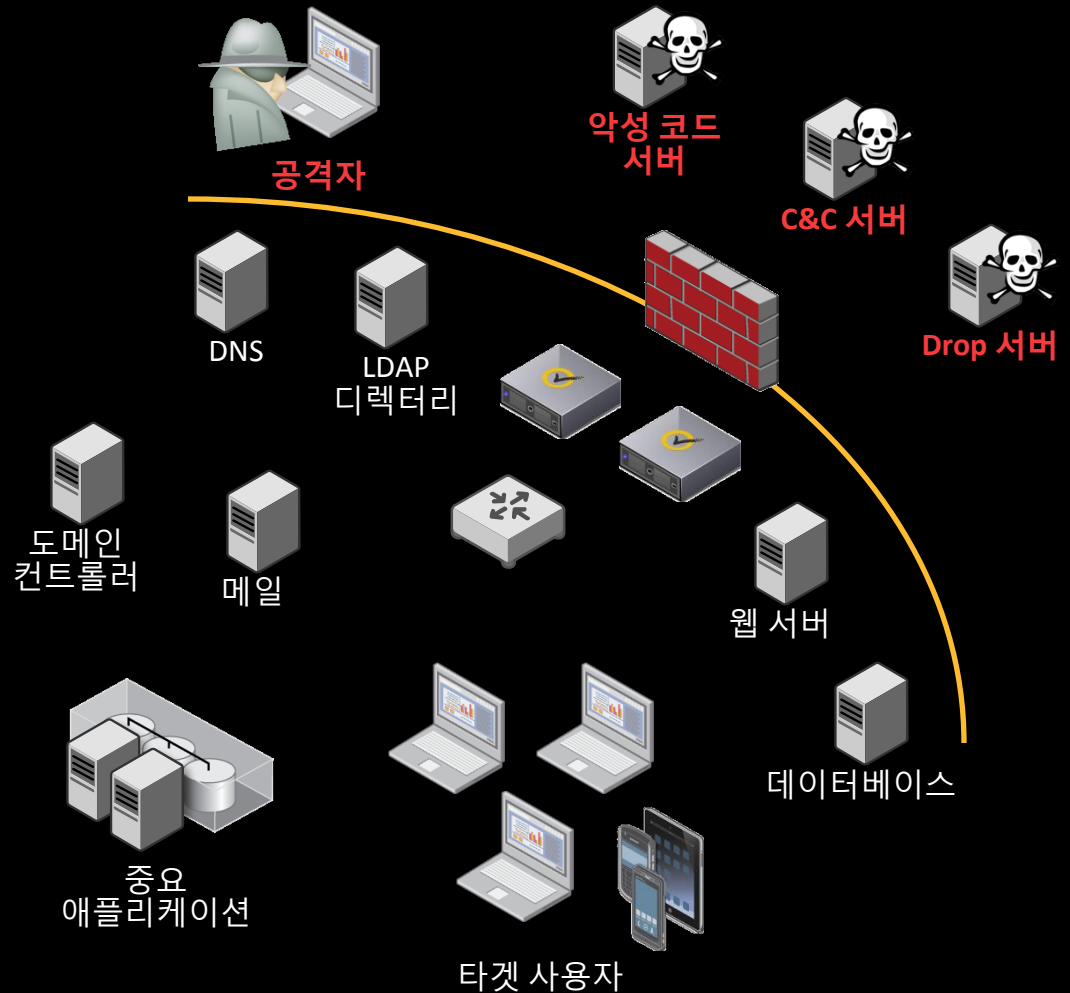 공격자
악성 코드
서버
C&C 서버
Drop 서버
DNS
LDAP
디렉터리
도메인
컨트롤러
메일
웹 서버
데이터베이스
중요
애플리케이션
타겟 사용자